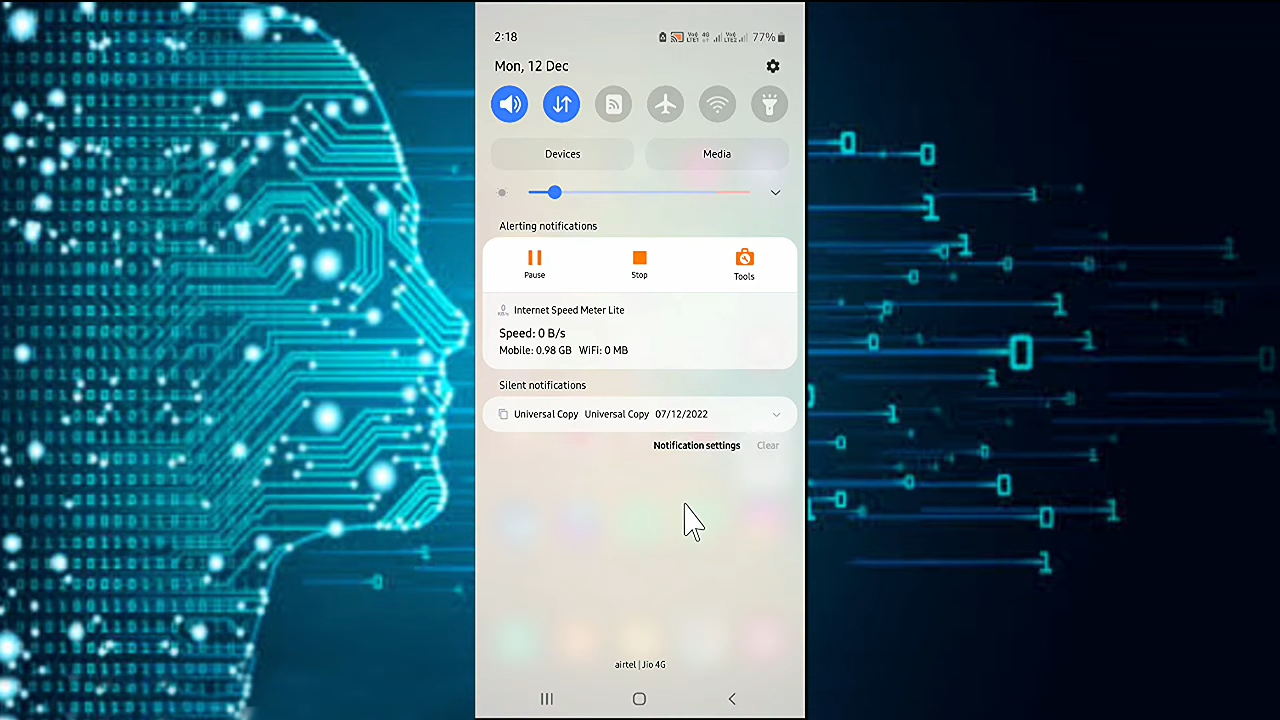 2:18
77%
Mon, 12 Dec
Devices
Media
Alerting notifications
Pause
Stop
Tools
Internet Speed Meter Lite
Speed: 0 B/s
Mobile: 0.98 GB WiFi: 0 MB
Silent notifications
Universal Copy Universal Copy 07/12/2022
Notification settings
Clear
airtel | Jio 4G